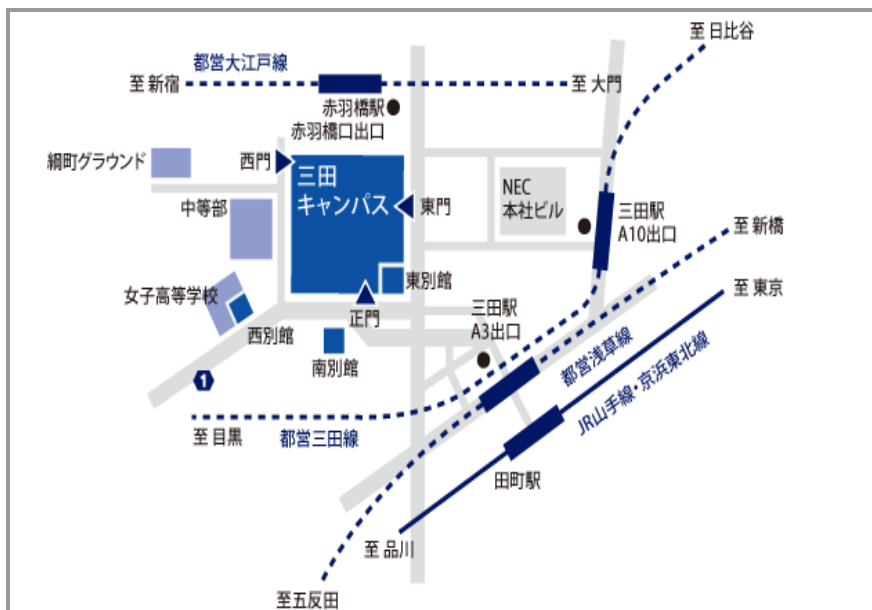 至 日比谷
都営大江戸線
至 新宿
至 大門
赤羽橋駅
赤羽橋口出口
綱町グラウンド
西門
三田
キャンパス
中等部
東門
NEC
本社ビル
三田駅
A10出口
至 新橋
東別館
女子高等学校
至 東京
正門
三田駅
A3出口
西別館
南別館
都営浅草線
JR山手線・京浜東北線
1
至 目黒
都営三田線
田町駅
至 品川
至五反田